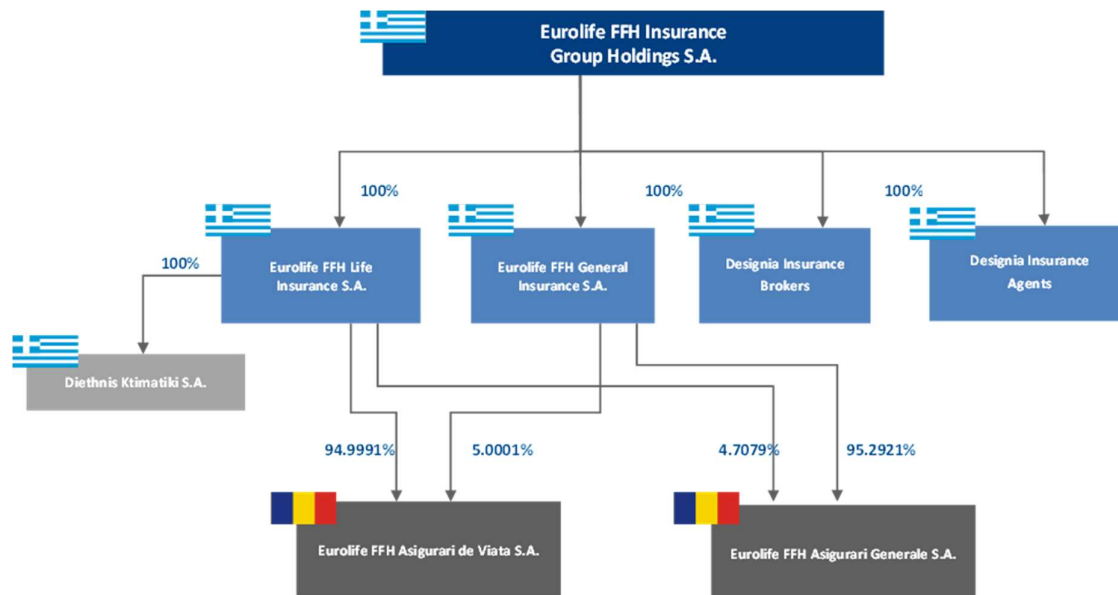 Eurolife FFH Insurance
Group Holdings S.A.
100%
100%
100%
Eurolife FFH Life
Insurance S.A.
Eurolife FFH General
Insurance S.A.
Designia Insurance
Brokers
Designia Insurance
Agents
100%
Diethnis Ktimatiki S.A.
94.9991%
5.0001%
4.7079%
95.2921%
Eurolife FFH Asigurari de Viata S.A.
Eurolife FFH Asigurari Generale S.A.